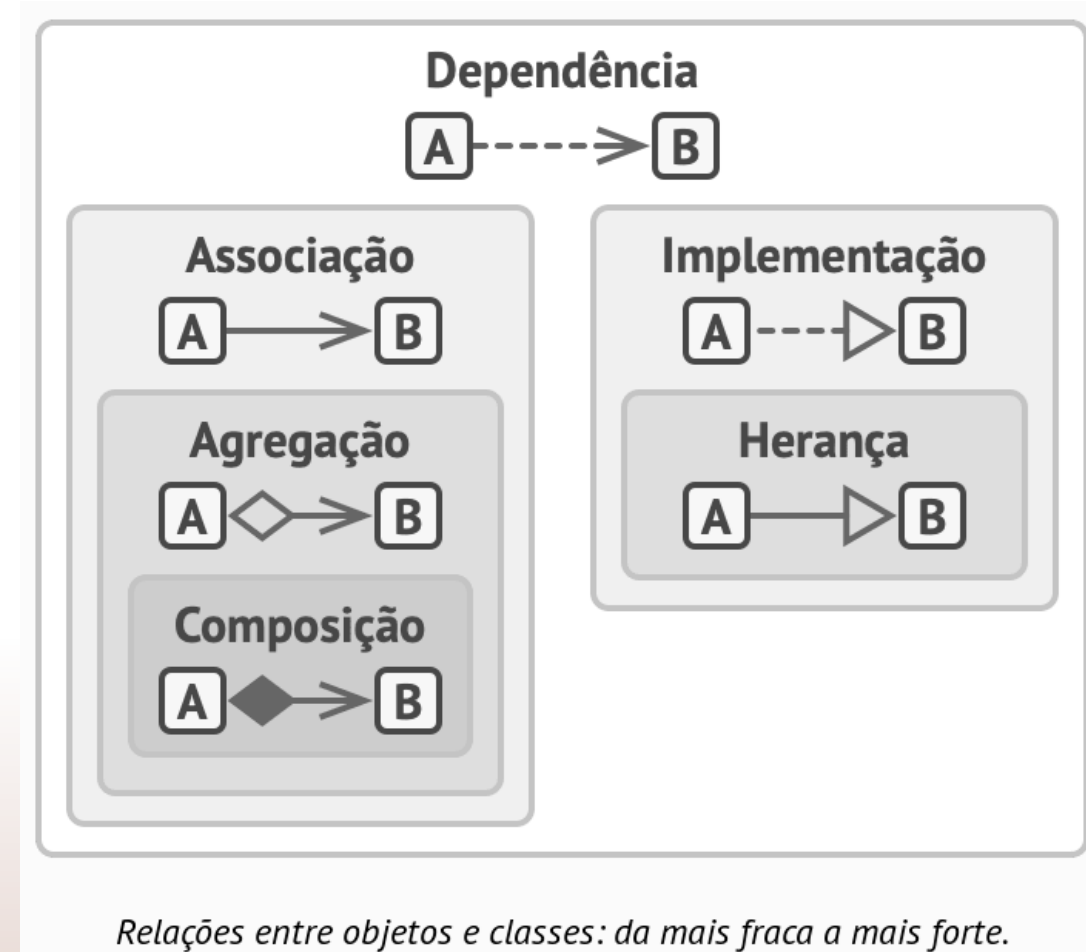 Dependência
A B
Associação
A B
Agregação
A B
Composição
A B
Implementação
A B
Herança
A B
Relações entre objetos e classes: da mais fraca a mais forte.